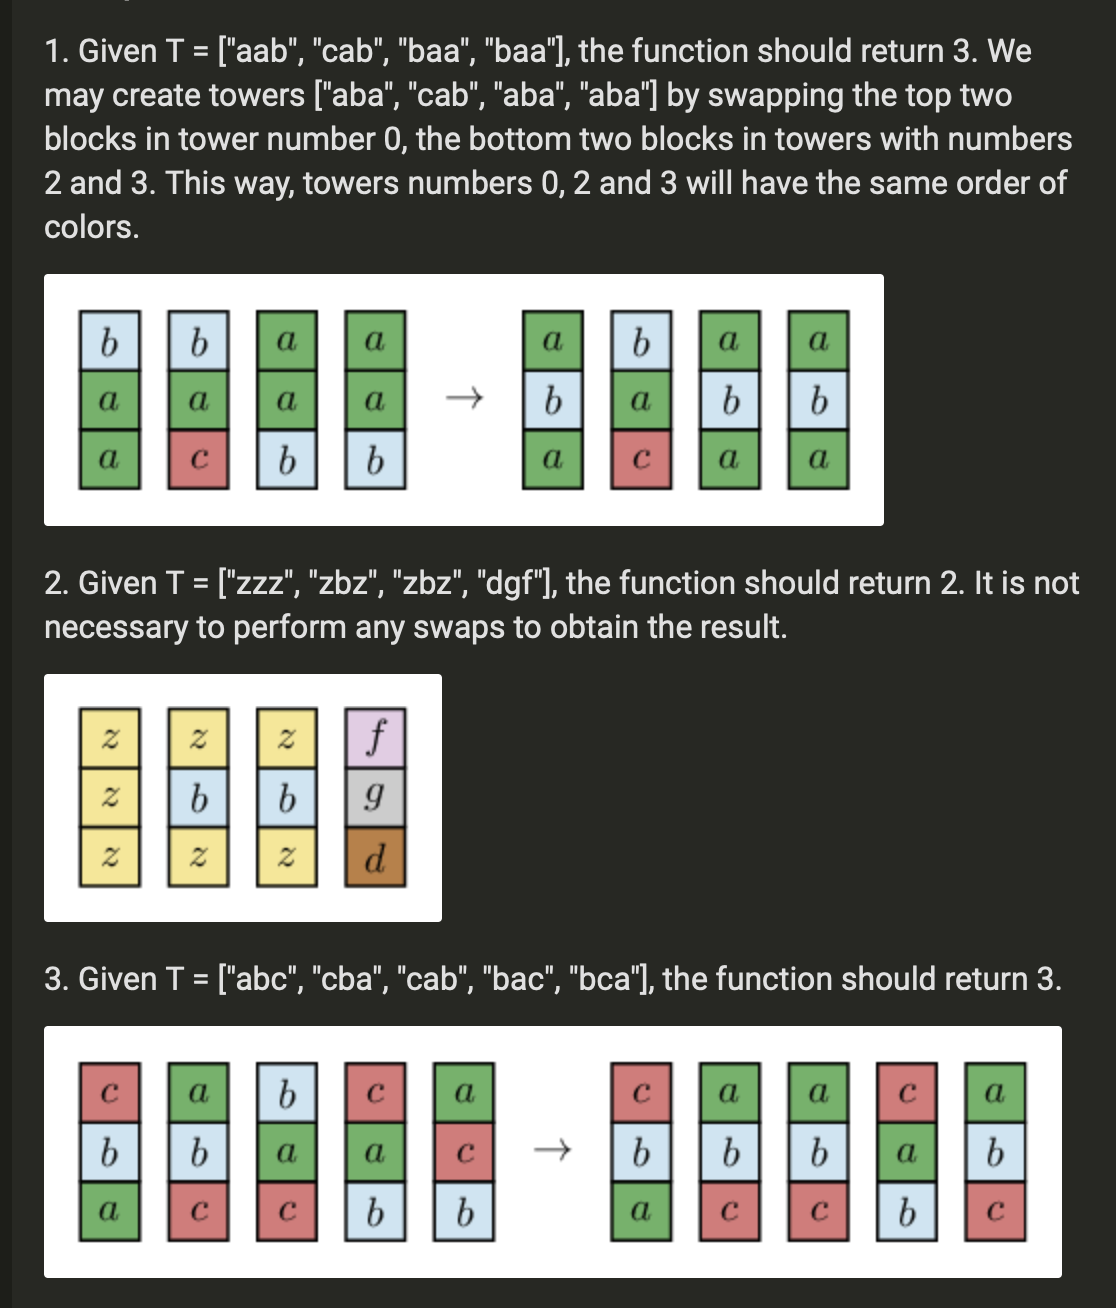 1. Given T = ["aab", "cab", "baa", "baa"], the function should return 3. We
may create towers ["aba", "cab", "aba", "aba"] by swapping the top two
blocks in tower number 0, the bottom two blocks in towers with numbers
2 and 3. This way, towers numbers 0, 2 and 3 will have the same order of
colors.
b b a a a b a a
a a a a → b a b b
a c b b a c a a
2. Given T = ["zzz", "zbz", "zbz", "dgf"], the function should return 2. It is not
necessary to perform any swaps to obtain the result.
z z z f
z b b g
z z z d
3. Given T = ["abc", "cba", "cab", "bac", "bca"], the function should return 3.
c a b c a c a a c a
b b a a c → b b b a b
a c c b b a c c b c